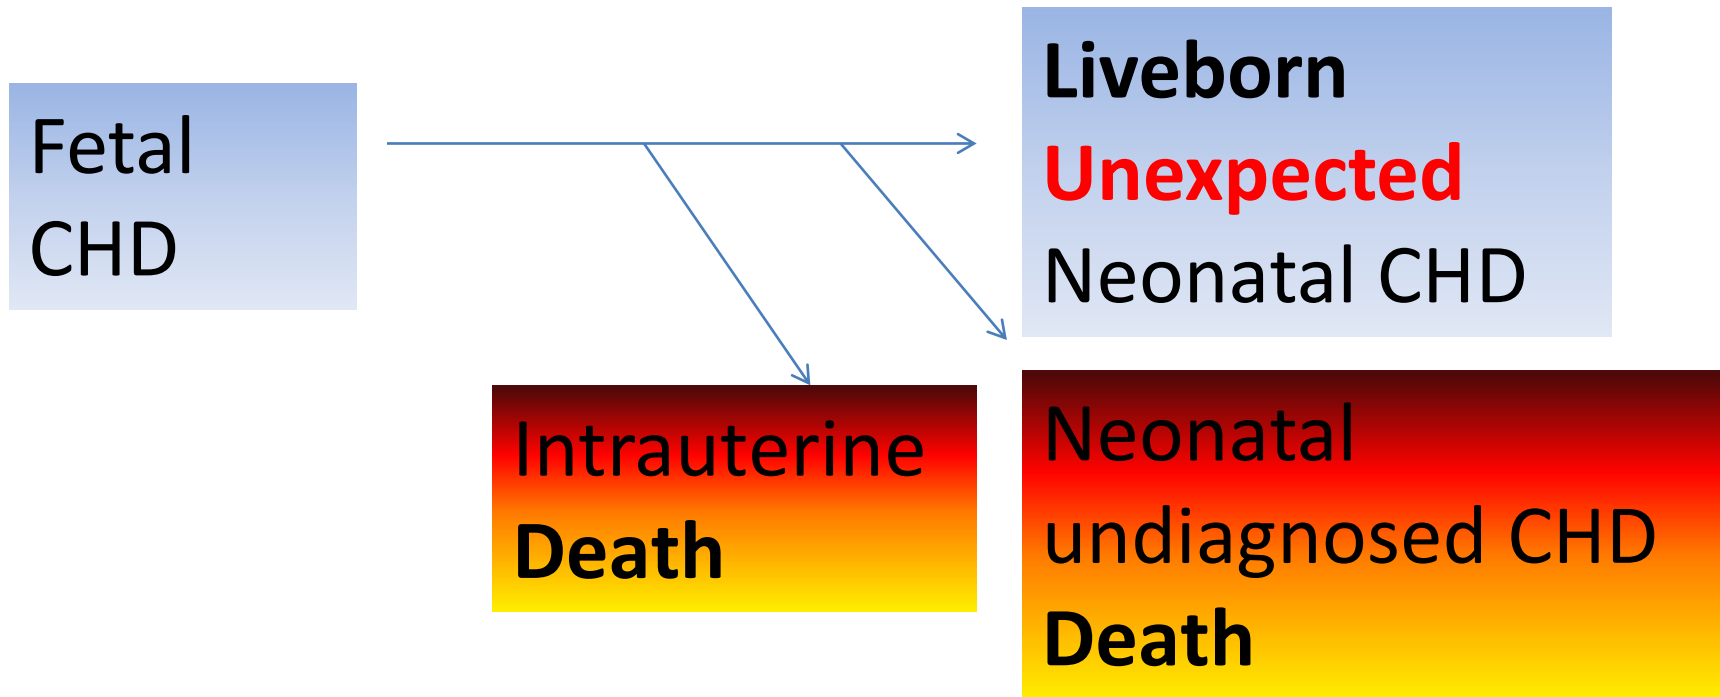 Fetal
CHD
Liveborn
Unexpected
Neonatal CHD
Intrauterine
Death
Neonatal
undiagnosed CHD
Death